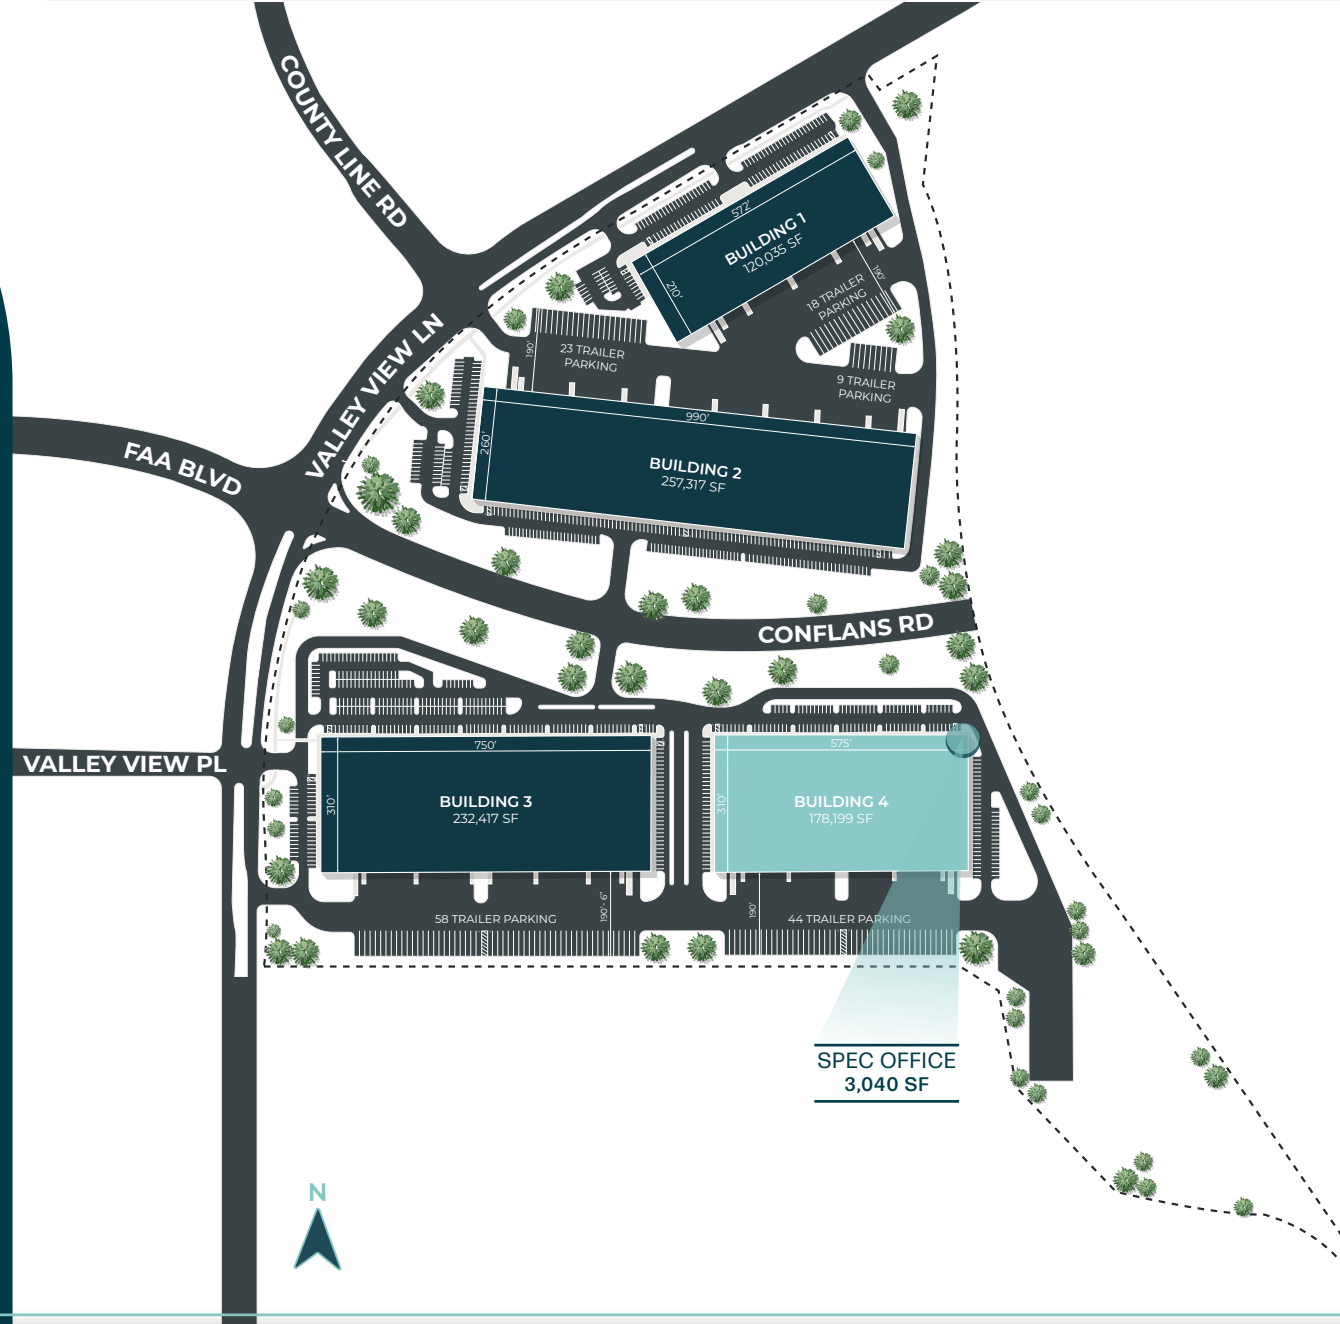 COUNTY LINE RD
572'
BUILDING 1
120,035 SF
210'
190'
18 TRAILER
PARKING
VALLEY VIEW LN
190'
23 TRAILER
PARKING
9 TRAILER
PARKING
990'
260'
BUILDING 2
257,317 SF
FAA BLVD
CONFLANS RD
VALLEY VIEW PL
750'
310'
BUILDING 3
232,417 SF
575'
310'
BUILDING 4
178,199 SF
190'- 6"
58 TRAILER PARKING
190'
44 TRAILER PARKING
SPEC OFFICE
3,040 SF
N